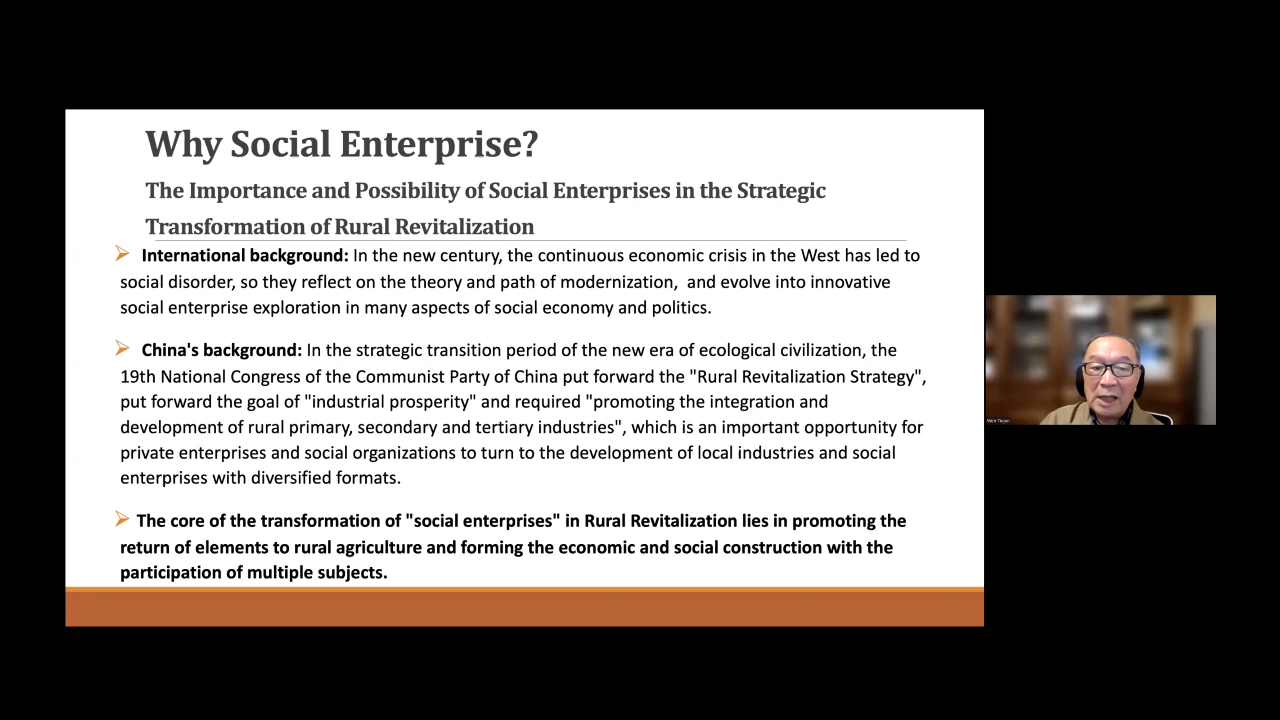 Why Social Enterprise?
The Importance and Possibility of Social Enterprises in the Strategic
Transformation of Rural Revitalization
➢ International background: In the new century, the continuous economic crisis in the West has led to
social disorder, so they reflect on the theory and path of modernization, and evolve into innovative
social enterprise exploration in many aspects of social economy and politics.
➢ China's background: In the strategic transition period of the new era of ecological civilization, the
19th National Congress of the Communist Party of China put forward the "Rural Revitalization Strategy",
put forward the goal of "industrial prosperity" and required "promoting the integration and
development of rural primary, secondary and tertiary industries", which is an important opportunity for
private enterprises and social organizations to turn to the development of local industries and social
enterprises with diversified formats.
➢ The core of the transformation of "social enterprises" in Rural Revitalization lies in promoting the
return of elements to rural agriculture and forming the economic and social construction with the
participation of multiple subjects.
Wen Tiejun